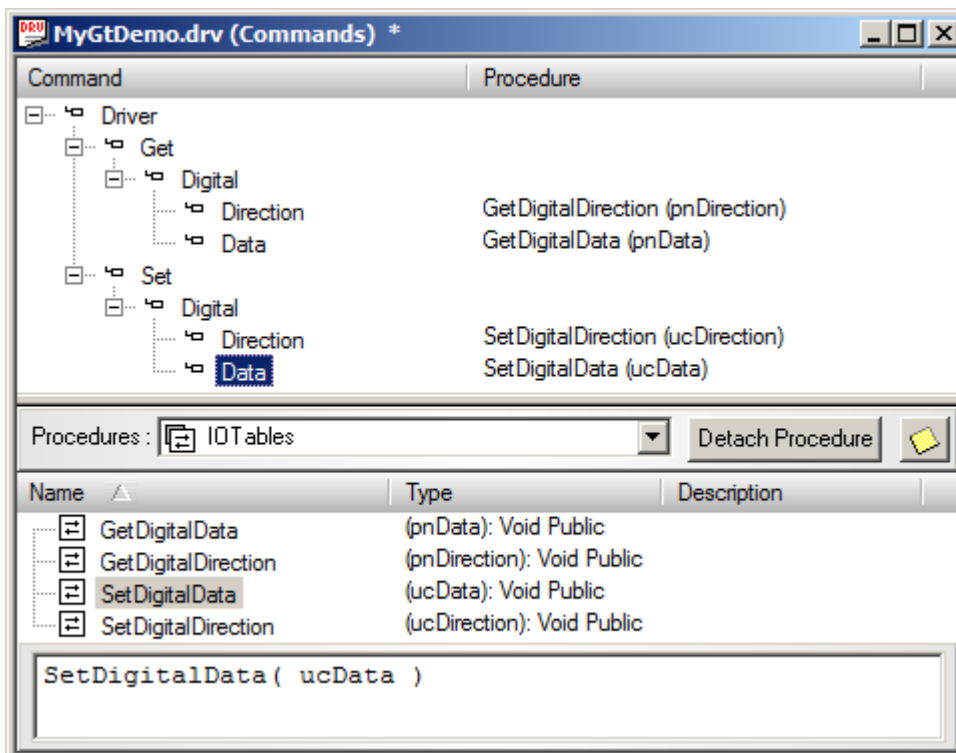 DRV MyGtDemo.drv (Commands) *
Command Procedure
Driver
Get
Digital
Direction GetDigitalDirection (pnDirection)
Data GetDigitalData (pnData)
Set
Digital
Direction SetDigitalDirection (ucDirection)
Data SetDigitalData (ucData)
Procedures : IOTables Detach Procedure
Name Type Description
GetDigitalData (pnData): Void Public
GetDigitalDirection (pnDirection): Void Public
SetDigitalData (ucData): Void Public
SetDigitalDirection (ucDirection): Void Public
SetDigitalData( ucData )